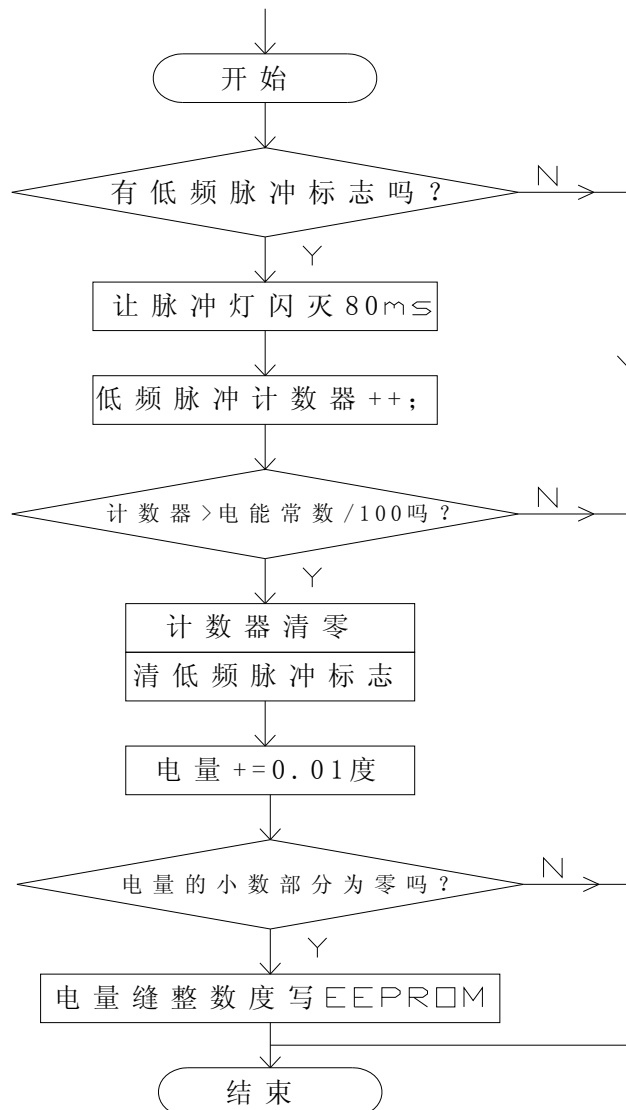 开始
有低频脉冲标志吗？
N
Y
让脉冲灯闪灭80ms
低频脉冲计数器++；
计数器>电能常数/100吗？
N
Y
计数器清零
清低频脉冲标志
电量+=0.01度
电量的小数部分为零吗？
N
Y
电量缝整数度写EEPROM
结束